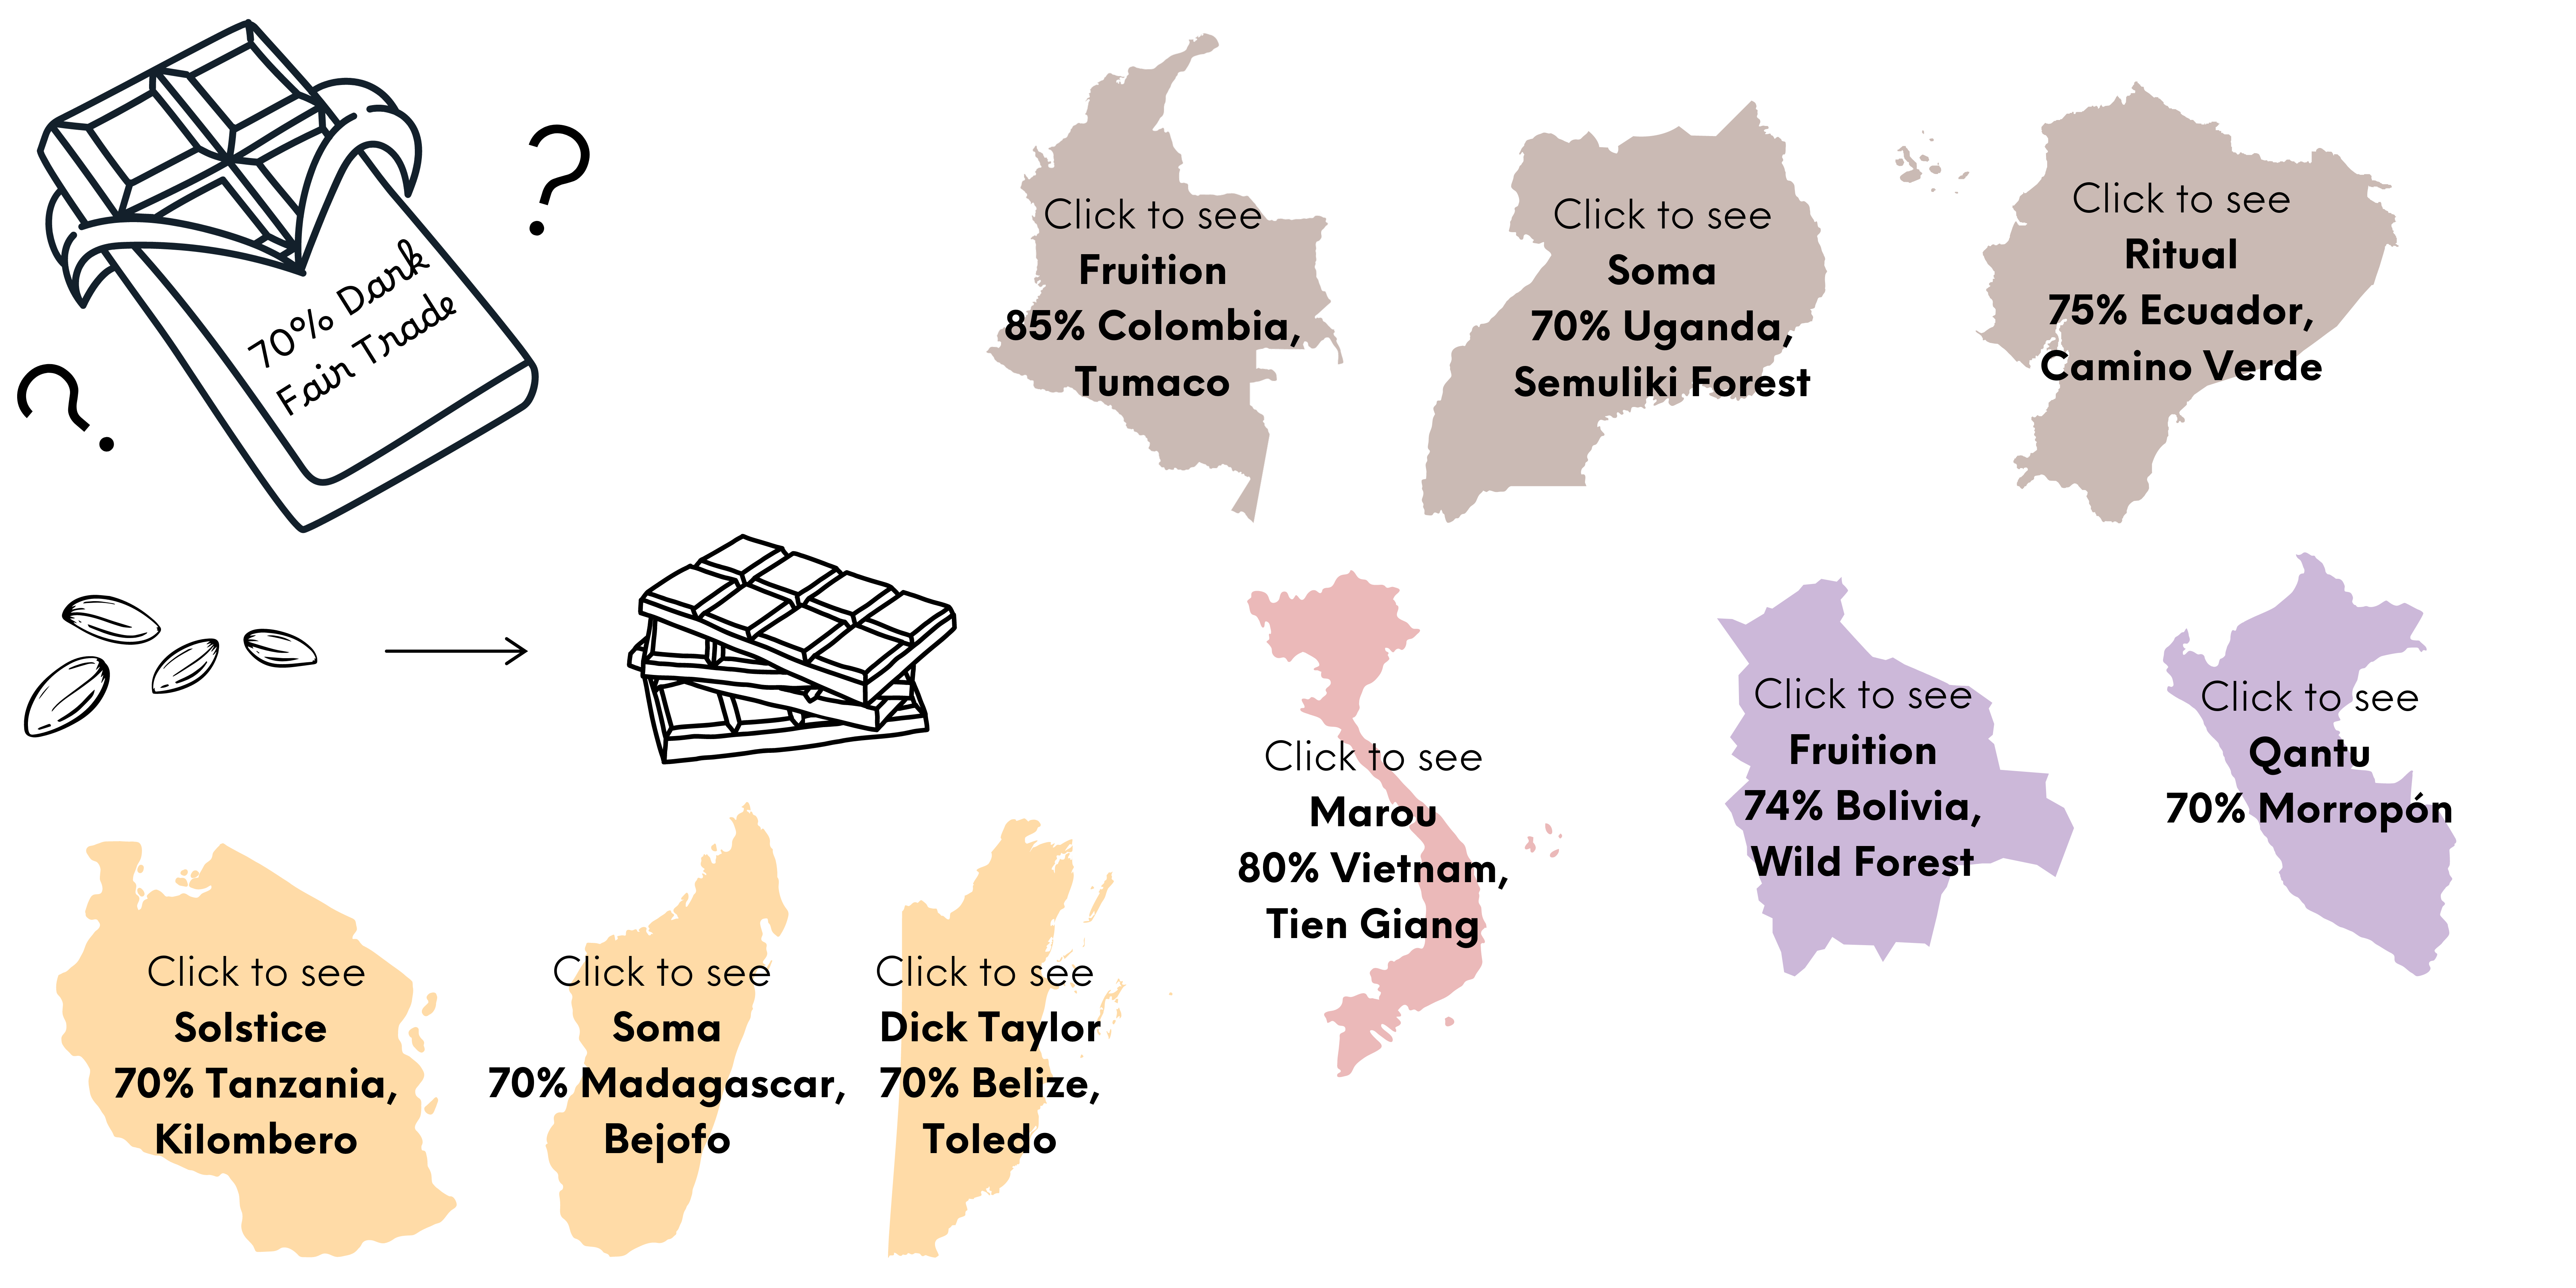 70% Dark
Fair Trade
?
?
Click to see
Fruition
85% Colombia,
Tumaco
Click to see
Soma
70% Uganda,
Semuliki Forest
Click to see
Ritual
75% Ecuador,
Camino Verde
Click to see
Marou
80% Vietnam,
Tien Giang
Click to see
Fruition
74% Bolivia,
Wild Forest
Click to see
Qantu
70% Morropón
Click to see
Solstice
70% Tanzania,
Kilombero
Click to see
Soma
70% Madagascar,
Bejofo
Click to see
Dick Taylor
70% Belize,
Toledo